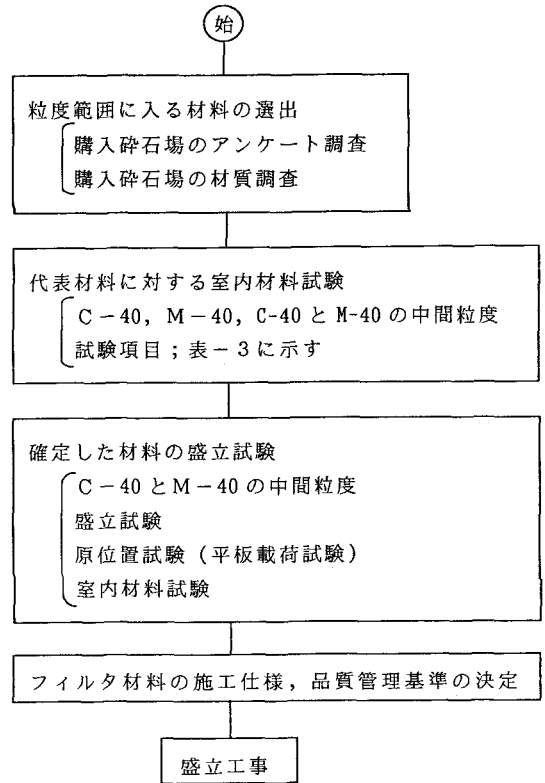 始
粒度範囲に入る材料の選出
購入砕石場のアンケート調査
購入砕石場の材質調査
代表材料に対する室内材料試験
C-40, M-40, C-40とM-40の中間粒度
試験項目;表-3に示す
確定した材料の盛立試験
C-40とM-40の中間粒度
盛立試験
原位置試験(平板載荷試験)
室内材料試験
フィルタ材料の施工仕様,品質管理基準の決定
盛立工事